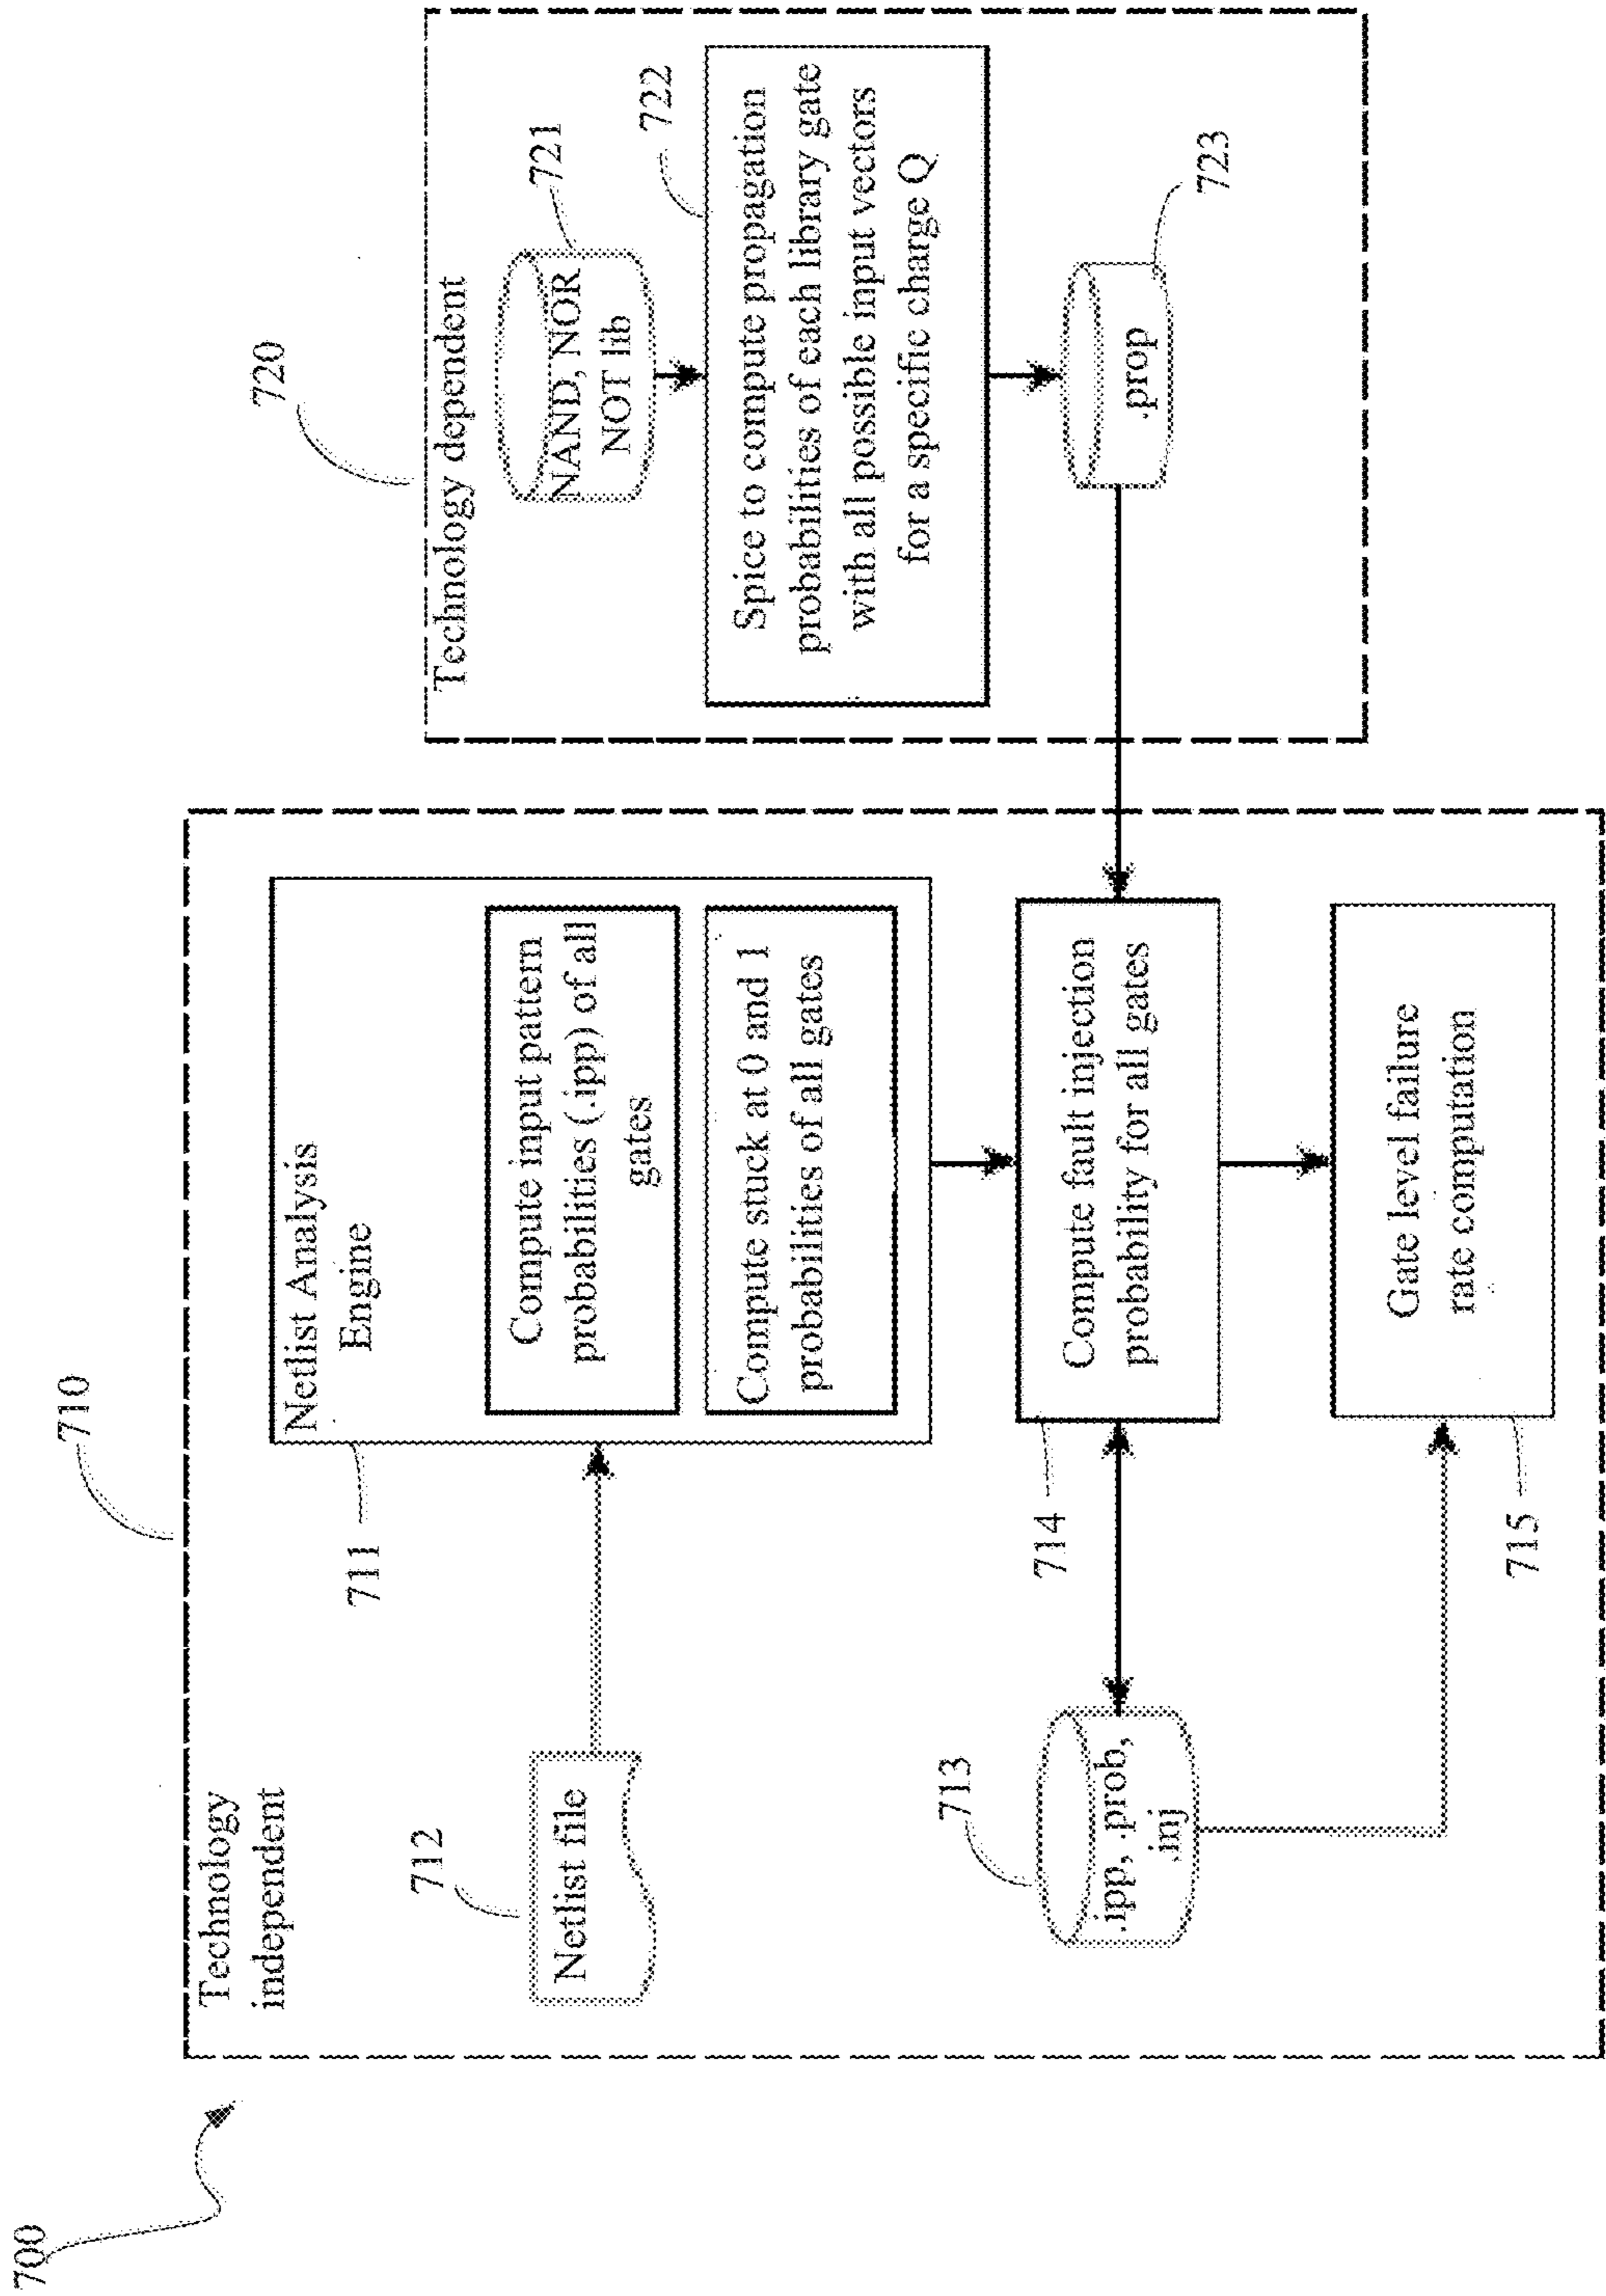 700
710
Technology
independent
711
Netlist Analysis
Engine
Compute input pattern
probabilities (.ipp) of all
gates
Compute stuck at 0 and 1
probabilities of all gates
712
Netlist file
713
.ipp, .prob,
.inj
714
Compute fault injection
probability for all gates
715
Gate level failure
rate computation
720
Technology dependent
721
NAND, NOR
NOT lib
722
Spice to compute propagation
probabilities of each library gate
with all possible input vectors
for a specific charge Q
.prop
723